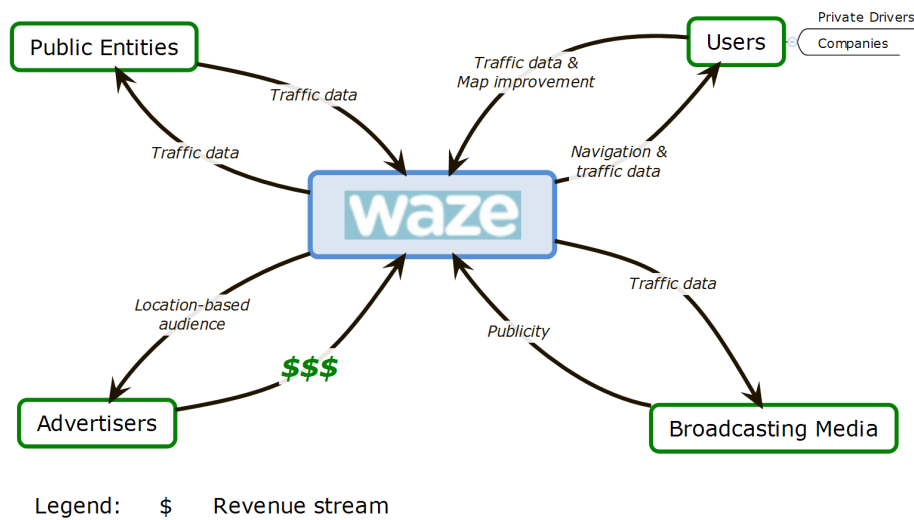 Public Entities
Users
Private Drivers
Companies
Traffic data &
Map improvement
Traffic data
Traffic data
Navigation &
traffic data
waze
Location-based
audience
Traffic data
Publicity
$$$
Advertisers
Broadcasting Media
Legend: $ Revenue stream